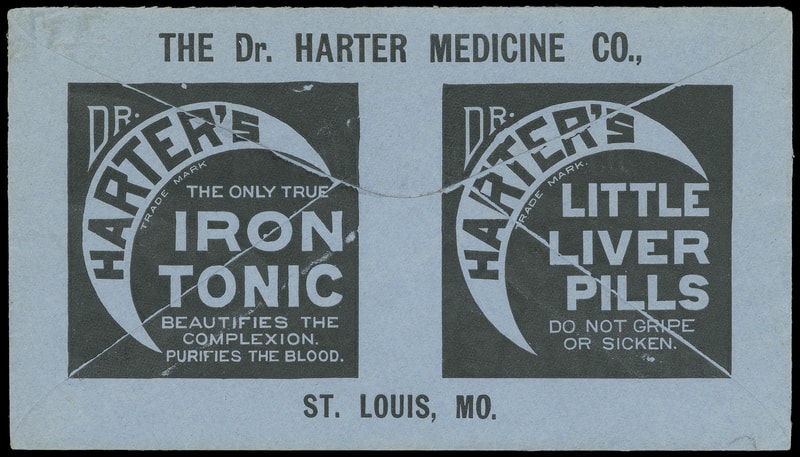 THE Dr. HARTER MEDICINE CO.,
DR.
HARTER'S
TRADE MARK
THE ONLY TRUE
IRON
TONIC
BEAUTIFIES THE
COMPLEXION.
PURIFIES THE BLOOD.
DR.
HARTER'S
TRADE MARK.
LITTLE
LIVER
PILLS
DO NOT GRIPE
OR SICKEN.
ST. LOUIS, MO.